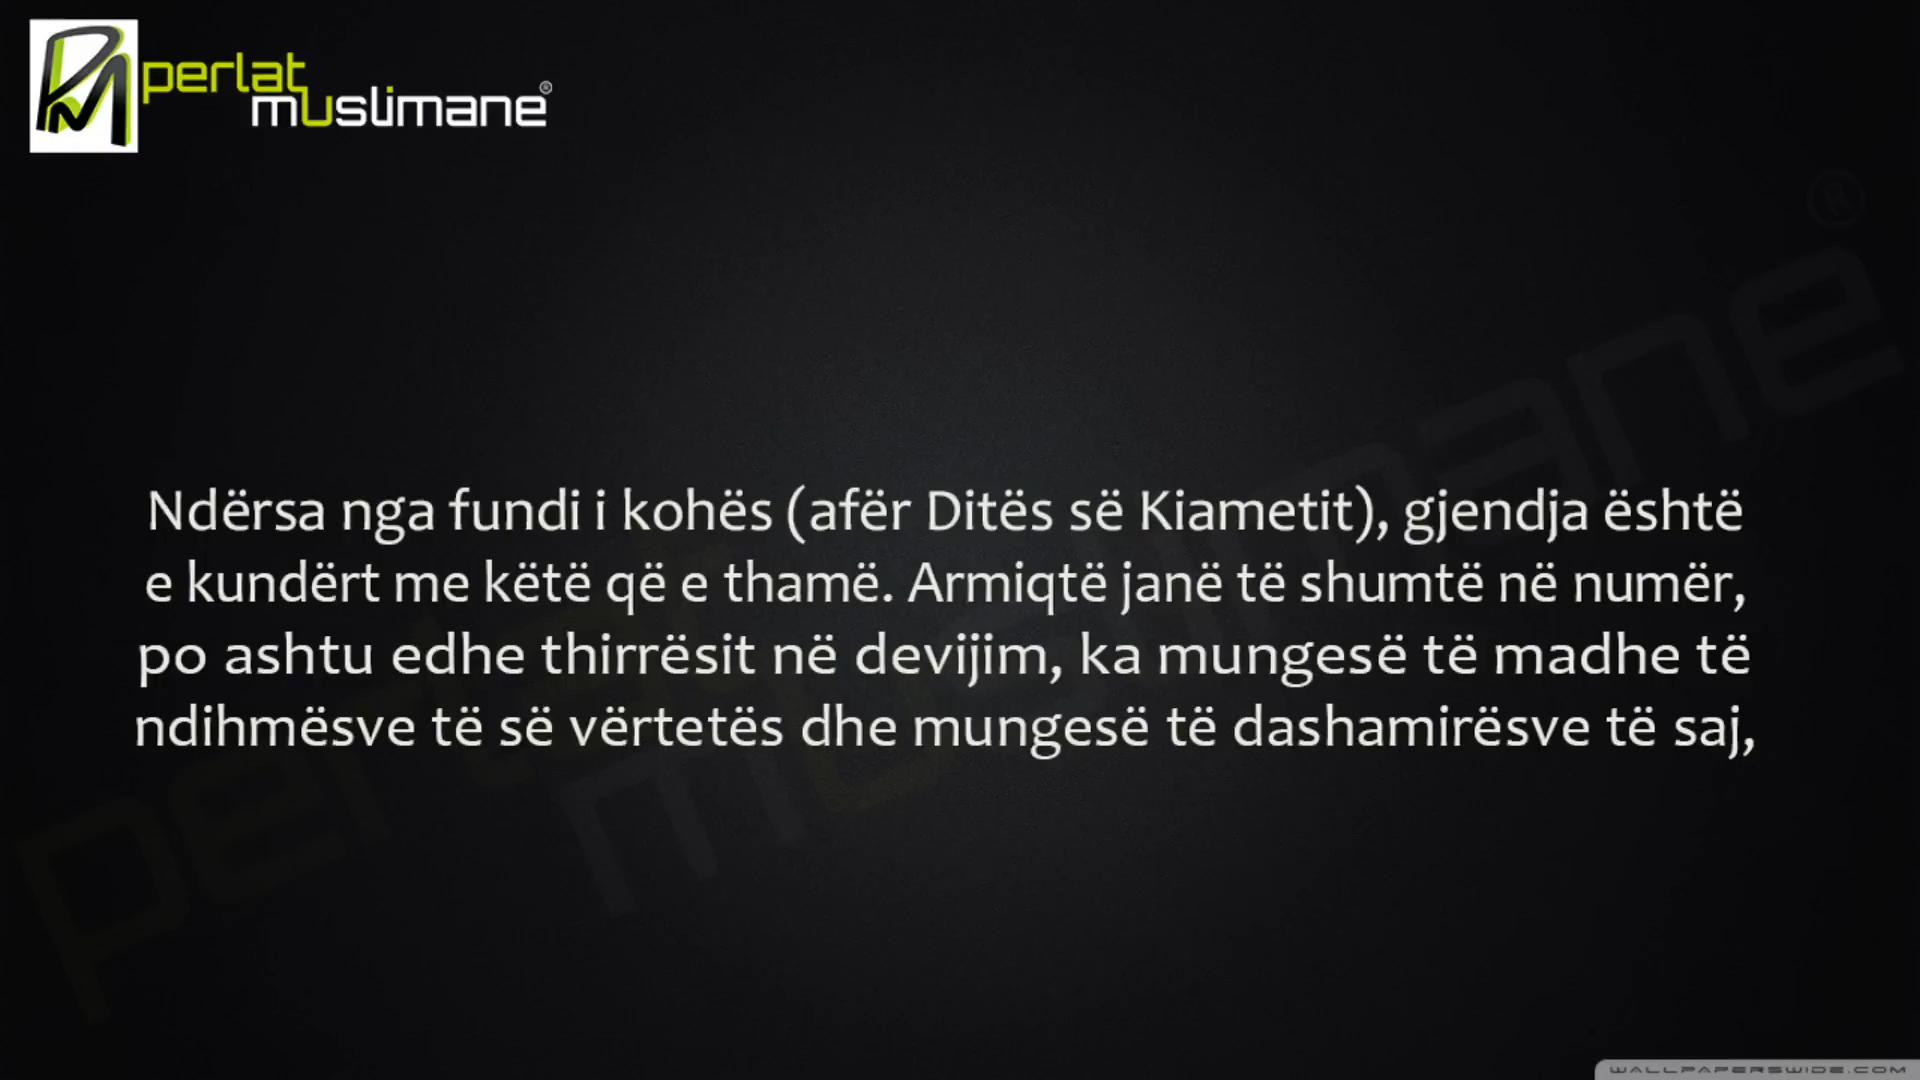 perlat
muslimane®
Ndërsa nga fundi i kohës (afër Ditës së Kiametit), gjendja është
e kundërt me këtë që e thamë. Armiqtë janë të shumtë në numër,
po ashtu edhe thirrësit në devijim, ka mungesë të madhe të
ndihmësve të së vërtetës dhe mungesë të dashamirësve të saj,
perlat
muslimane®
WALLPAPERSWIDE.COM